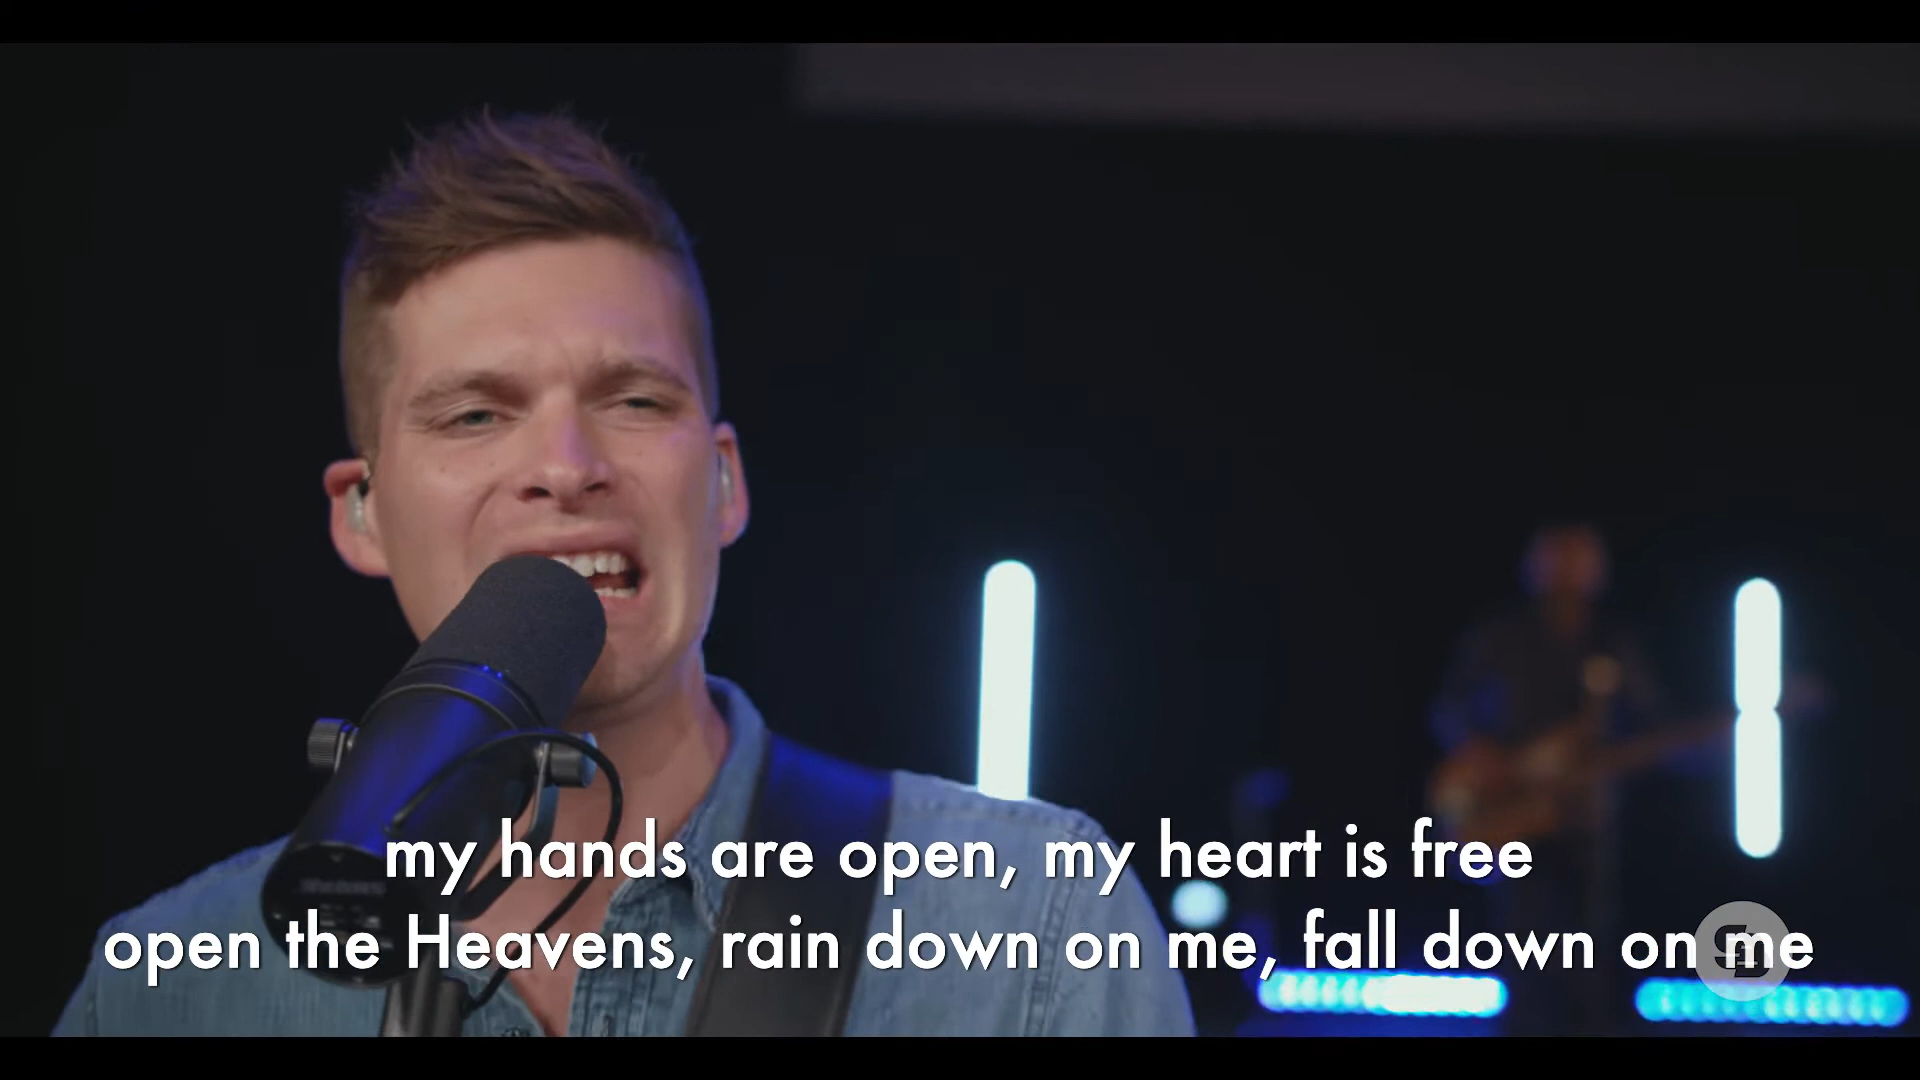 my hands are open, my heart is free
open the Heavens, rain down on me, fall down on me